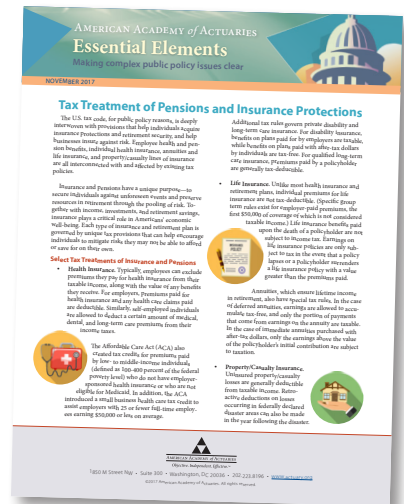 AMERICAN ACADEMY of ACTUARIES
Essential Elements
Making complex public policy issues clear
NOVEMBER 2017
Tax Treatment of Pensions and Insurance Protections
The U.S. tax code, for public policy reasons, is deeply
interwoven with provisions that help individuals acquire
insurance protections and retirement security, and help
businesses insure against risk. Employee health and pen-
sion benefits, individual health insurance, annuities and
life insurance, and property/casualty lines of insurance
are all interconnected with and affected by existing tax
policies.
Insurance and Pensions have a unique purpose—to
secure individuals against unforeseen events and preserve
resources in retirement through the pooling of risk. To-
gether with income, investments, and retirement savings,
insurance plays a critical role in Americans' economic
well-being. Each type of insurance and retirement plan is
governed by unique tax provisions that can help encourage
individuals to mitigate risks they may not be able to afford
or save for on their own.
Select Tax Treatments of Insurance and Pensions
• Health Insurance. Typically, employees can exclude
premiums they pay for health insurance from their
taxable income, along with the value of any benefits
they receive. For employers, premiums paid for
health insurance and any health care claims paid
are deductible. Similarly, self-employed individuals
are allowed to deduct a certain amount of medical,
dental, and long-term care premiums from their
income taxes.
The Affordable Care Act (ACA) also
created tax credits for premiums paid
by low- to middle-income individuals
(defined as 100-400 percent of the federal
poverty level) who do not have employer-
sponsored health insurance or who are not
eligible for Medicaid. In addition, the ACA
introduced a small business health care tax credit to
assist employers with 25 or fewer full-time employ-
ees earning $50,000 or less on average.
Additional tax rules govern private disability and
long-term care insurance. For disability insurance,
benefits on plans paid for by employers are taxable,
while benefits on plans paid with after-tax dollars
by individuals are tax-free. For qualified long-term
care insurance, premiums paid by a policyholder
are generally tax-deductible.
• Life Insurance. Unlike most health insurance and
retirement plans, individual premiums for life
insurance are not tax-deductible. (Specific group
term rules exist for employer-paid premiums, the
first $50,000 of coverage of which is not considered
taxable income.) Life insurance benefits paid
upon the death of a policyholder are not
subject to income tax. Earnings on
life insurance policies are only sub-
ject to tax in the event that a policy
lapses or a policyholder surrenders
a life insurance policy with a value
greater than the premiums paid.
Annuities, which ensure lifetime income
in retirement, also have special tax rules. In the case
of deferred annuities, earnings are allowed to accu-
mulate tax-free, and only the portion of payments
that come from earnings on the annuity are taxable.
In the case of immediate annuities purchased with
after-tax dollars, only the earnings above the value
of the policyholder's initial contribution are subject
to taxation.
• Property/Casualty Insurance.
Uninsured property/casualty
losses are generally deductible
from taxable income. Retro-
active deductions on losses
occurring in federally declared
disaster areas can also be made
in the year following the disaster.
AMERICAN ACADEMY of ACTUARIES
Objective. Independent. Effective.™
1850 M Street NW • Suite 300 • Washington, DC 20036 • 202.223.8196 • www.actuary.org
©2017 American Academy of Actuaries. All rights reserved.